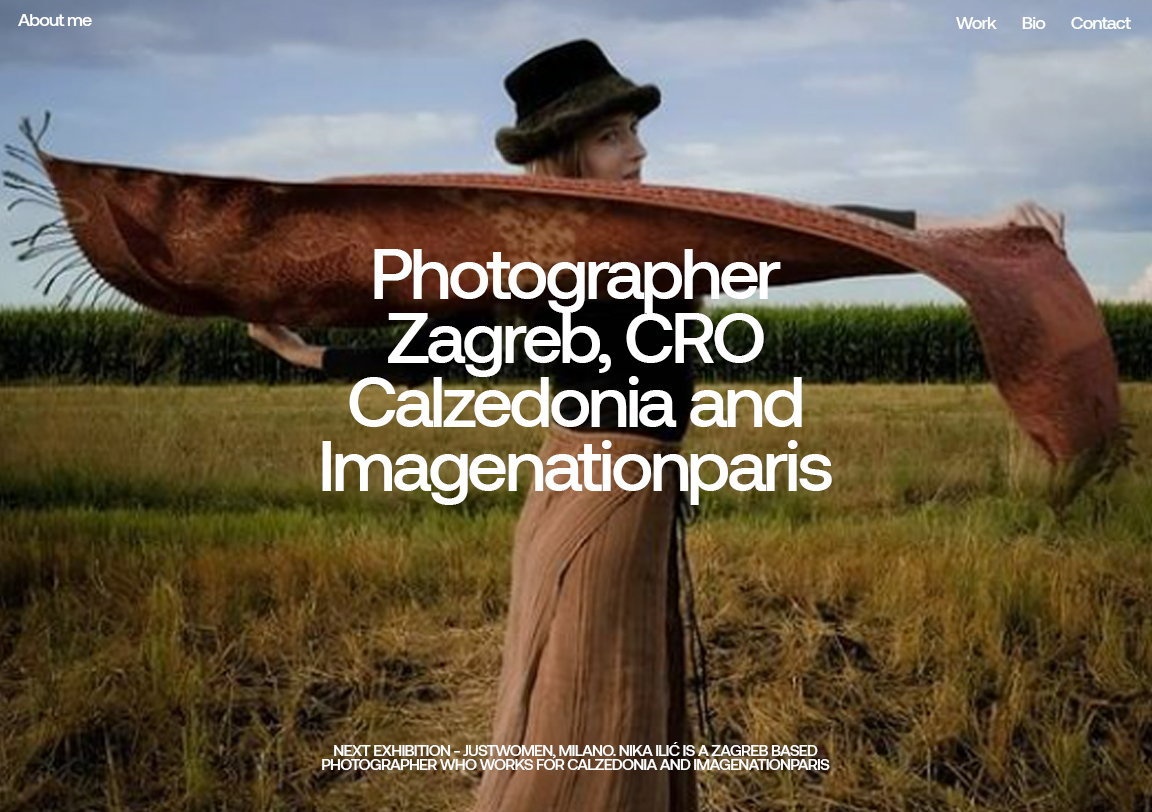 About me
Work Bio Contact
Photographer
Zagreb, CRO
Calzedonia and
Imagenationparis
NEXT EXHIBITION - JUSTWOMEN, MILANO. NIKA ILIĆ IS A ZAGREB BASED
PHOTOGRAPHER WHO WORKS FOR CALZEDONIA AND IMAGENATIONPARIS